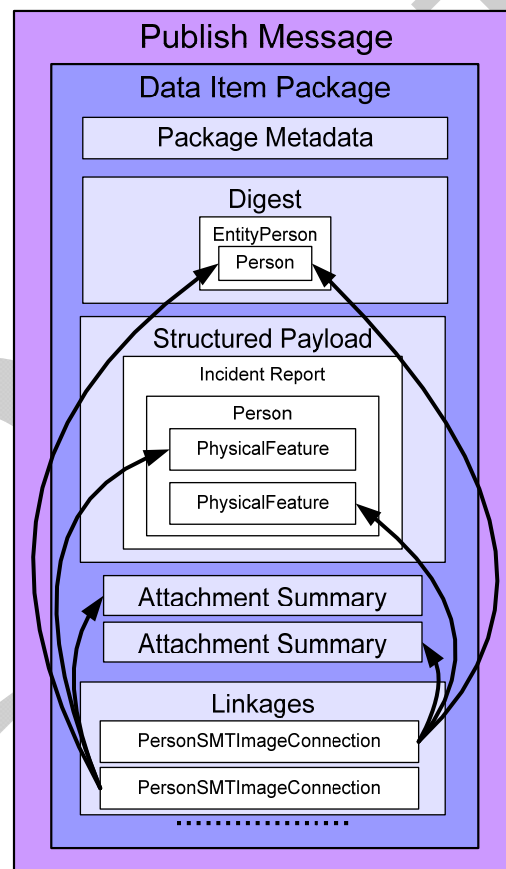 Publish Message
Data Item Package
Package Metadata
Digest
EntityPerson
Person
Structured Payload
Incident Report
Person
PhysicalFeature
PhysicalFeature
Attachment Summary
Attachment Summary
Linkages
PersonSMTImageConnection
PersonSMTImageConnection